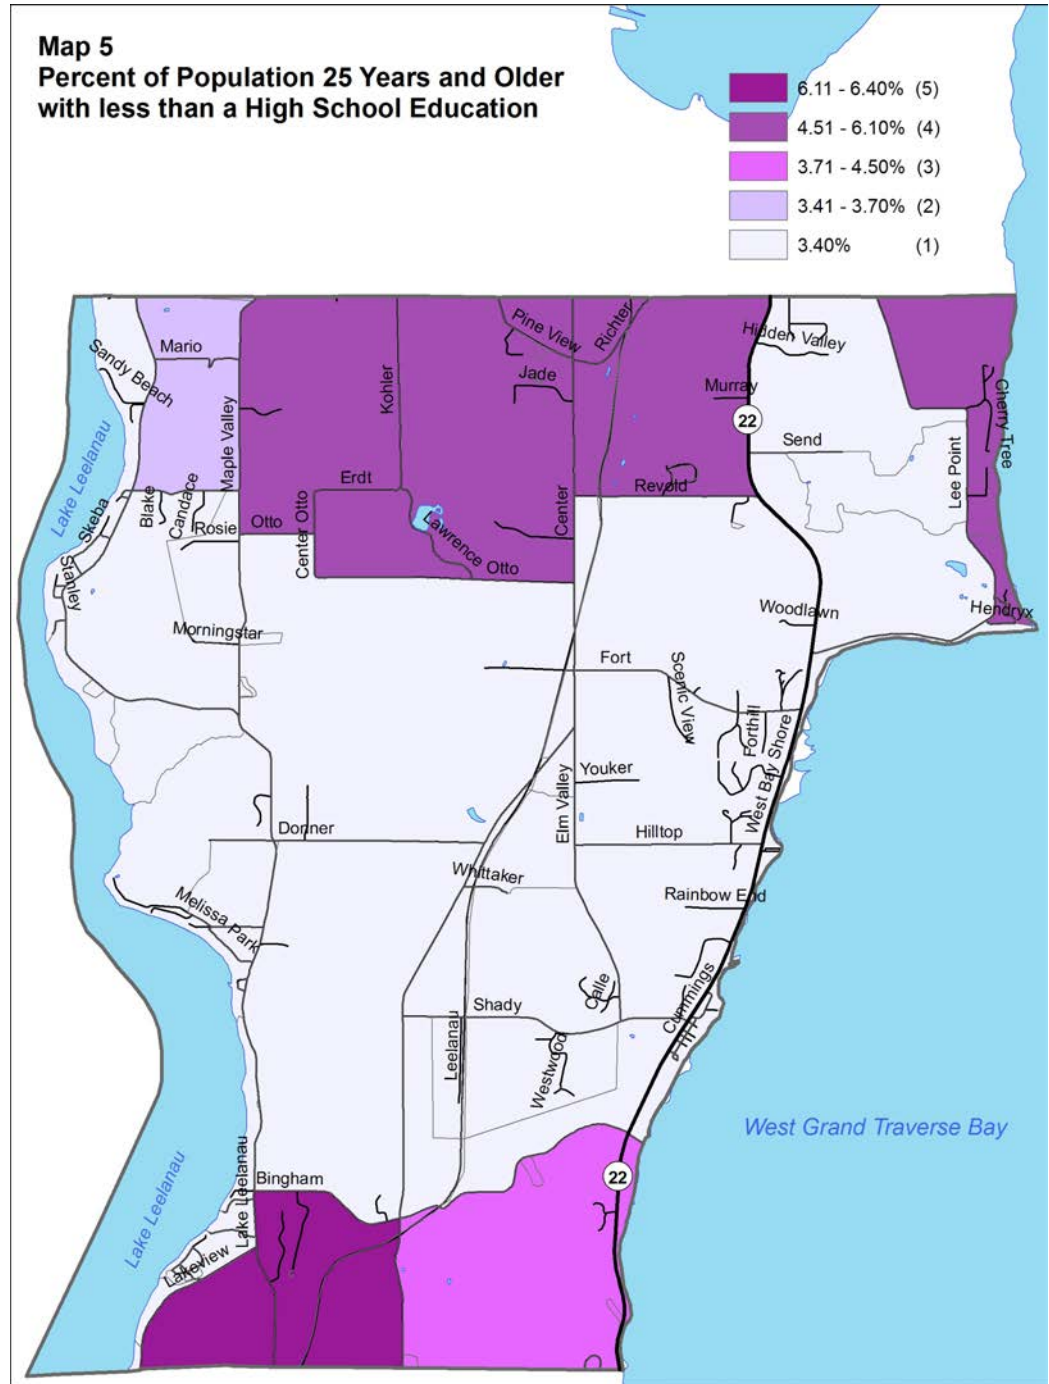 Map 5
Percent of Population 25 Years and Older
with less than a High School Education
6.11 - 6.40% (5)
4.51 - 6.10% (4)
3.71 - 4.50% (3)
3.41 - 3.70% (2)
3.40% (1)
Pine View
Richter
Hidden Valley
Mario
Sandy Beach
Kohler
Jade
Murray
Cherry Tree
22
Maple Valley
Send
Lee Point
Lake Leelanau
Erdt
Revold
Skeba
Blake
Candace
Rosie
Otto
Center Otto
Lawrence
Center
Otto
Stanley
Woodlawn
Hendryx
Morningstar
Fort
Scenic View
Forthill
West Bay Shore
Youker
Elm Valley
Donner
Hilltop
Whittaker
Rainbow End
Melissa Park
Calle
Cummings
Shady
Leelanau
Westwood
West Grand Traverse Bay
Lake Leelanau
Bingham
22
Lake Leelanau
Lakeview